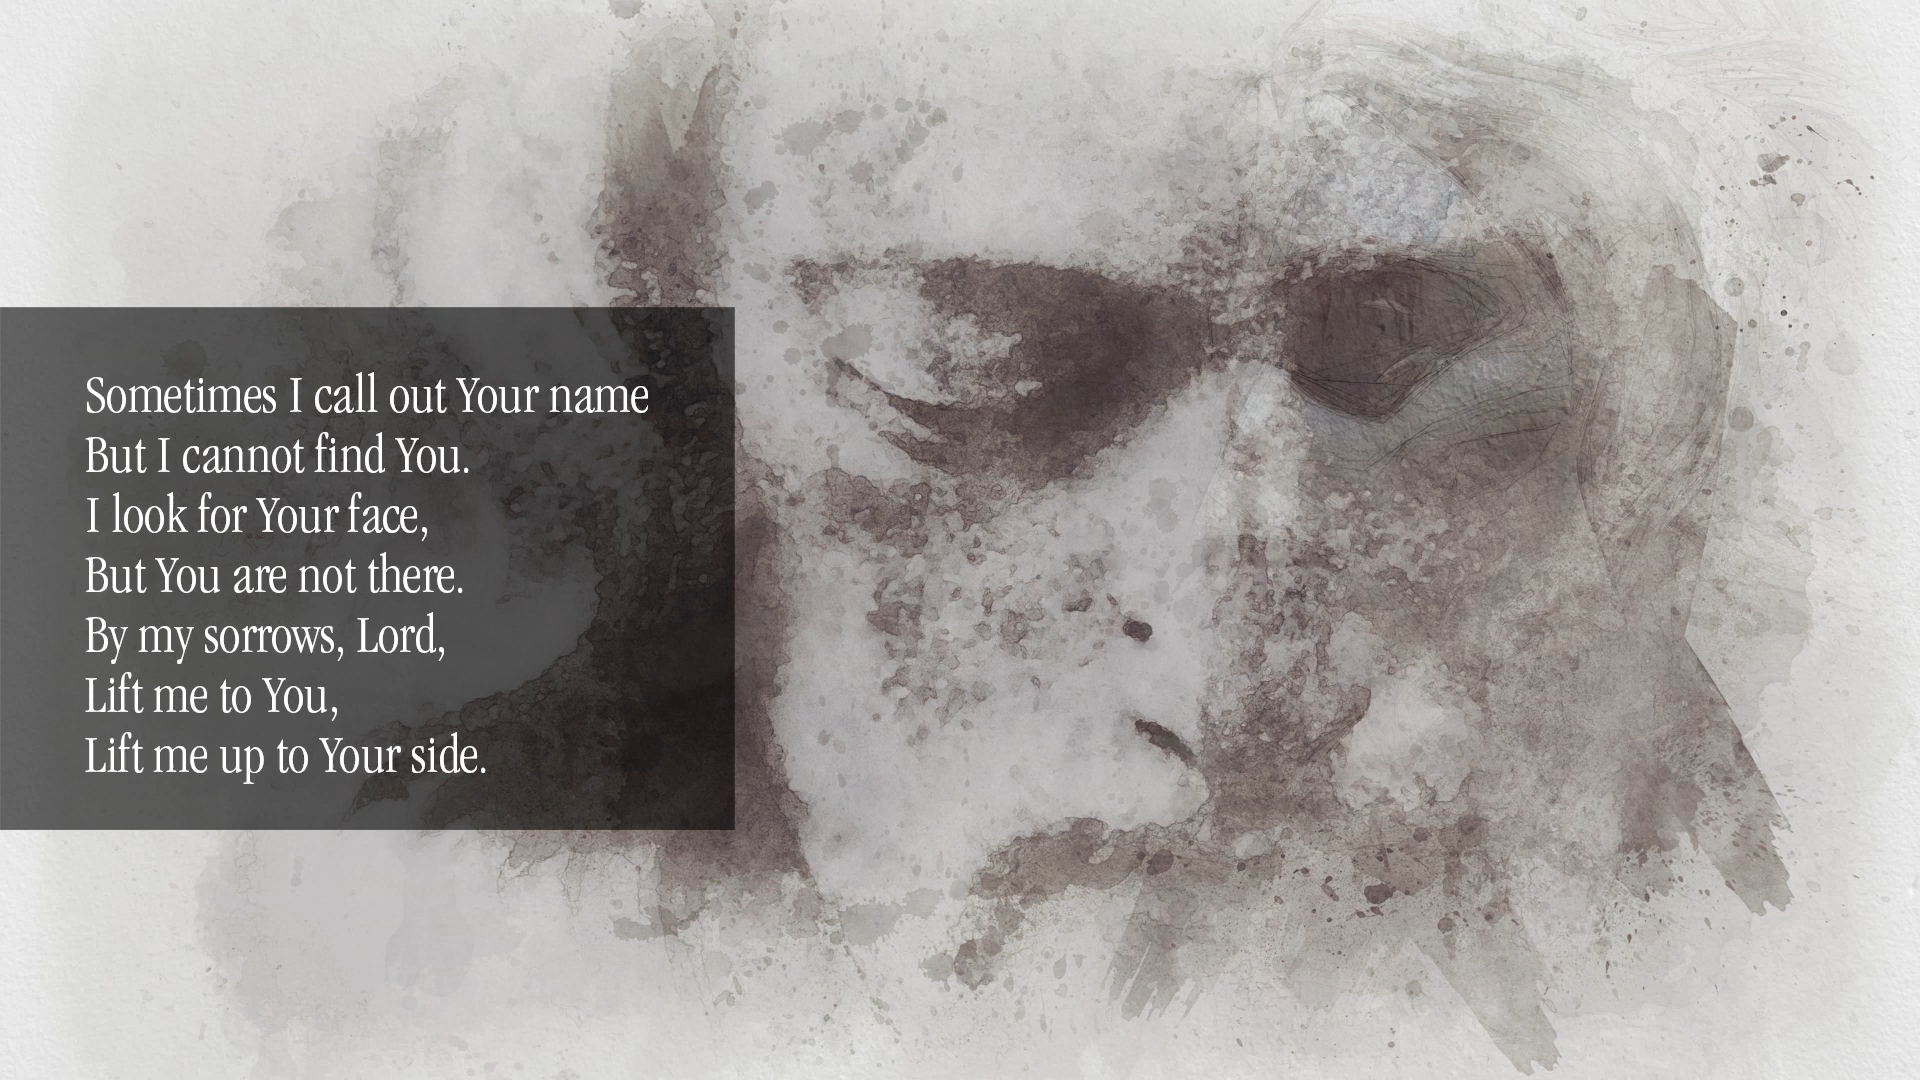 Sometimes I call out Your name
But I cannot find You.
I look for Your face,
But You are not there.
By my sorrows, Lord,
Lift me to You,
Lift me up to Your side.